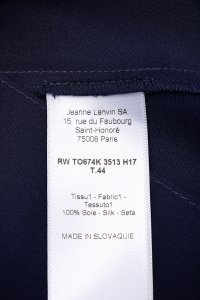 Jeanne Lanvin SA
15, rue du Faubourg
Saint-Honoré
75008 Paris
RW TO674K 3513 H17
T.44
Tissu1 - Fabric1 -
Tessuto1
100% Soie - Silk - Seta
MADE IN SLOVAQUIE